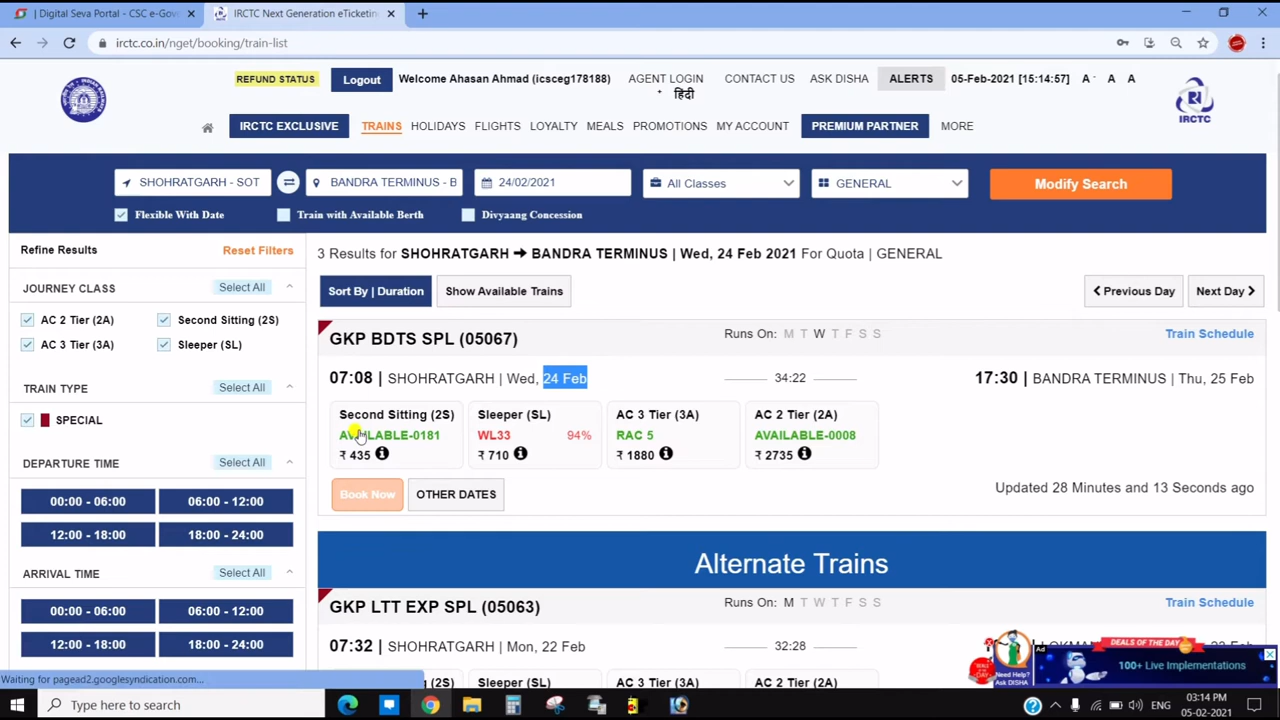 | Digital Seva Portal - CSC e-Gov
IRCTC Next Generation eTicketing
irctc.co.in/nget/booking/train-list
REFUND STATUS
Logout
Welcome Ahasan Ahmad (icsceg178188)
AGENT LOGIN
CONTACT US
ASK DISHA
ALERTS
05-Feb-2021 [15:14:57]
A- A A
हिंदी
IRCTC
IRCTC EXCLUSIVE
TRAINS
HOLIDAYS
FLIGHTS
LOYALTY
MEALS
PROMOTIONS
MY ACCOUNT
PREMIUM PARTNER
MORE
SHOHRATGARH - SOT
BANDRA TERMINUS - B
24/02/2021
All Classes
GENERAL
Modify Search
Flexible With Date
Train with Available Berth
Divyaang Concession
Refine Results
Reset Filters
JOURNEY CLASS
Select All
AC 2 Tier (2A)
Second Sitting (2S)
AC 3 Tier (3A)
Sleeper (SL)
TRAIN TYPE
Select All
SPECIAL
DEPARTURE TIME
Select All
00:00 - 06:00
06:00 - 12:00
12:00 - 18:00
18:00 - 24:00
ARRIVAL TIME
Select All
00:00 - 06:00
06:00 - 12:00
12:00 - 18:00
18:00 - 24:00
3 Results for SHOHRATGARH ➔ BANDRA TERMINUS | Wed, 24 Feb 2021 For Quota | GENERAL
Sort By | Duration
Show Available Trains
Previous Day
Next Day
GKP BDTS SPL (05067)
Runs On: M T W T F S S
Train Schedule
07:08 | SHOHRATGARH | Wed, 24 Feb
34:22
17:30 | BANDRA TERMINUS | Thu, 25 Feb
Second Sitting (2S)
AVAILABLE-0181
₹ 435
Sleeper (SL)
WL33 94%
₹ 710
AC 3 Tier (3A)
RAC 5
₹ 1880
AC 2 Tier (2A)
AVAILABLE-0008
₹ 2735
Book Now
OTHER DATES
Updated 28 Minutes and 13 Seconds ago
Alternate Trains
GKP LTT EXP SPL (05063)
Runs On: M T W T F S S
Train Schedule
07:32 | SHOHRATGARH | Mon, 22 Feb
32:28
(2S)
Sleeper (SL)
AC 3 Tier (3A)
AC 2 Tier (2A)
Need Help?
Ask DISHA
Ad
DEALS OF THE DAY
100+ Live Implementations
Waiting for pagead2.googlesyndication.com...
Type here to search
ENG
03:14 PM
05-02-2021